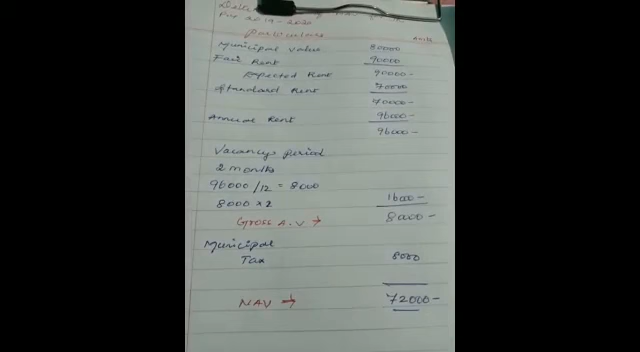 Particulars Amts
Municipal Value 80000
Fair Rent 90000
Expected Rent 90000-
Standard Rent 70000
70000-
Annual Rent 96000-
96000-
Vacancy period
2 months
96000/12 = 8000
8000 x 2 16000-
Gross A.V → 80000-
Municipal
Tax 8000
NAV → 72000-